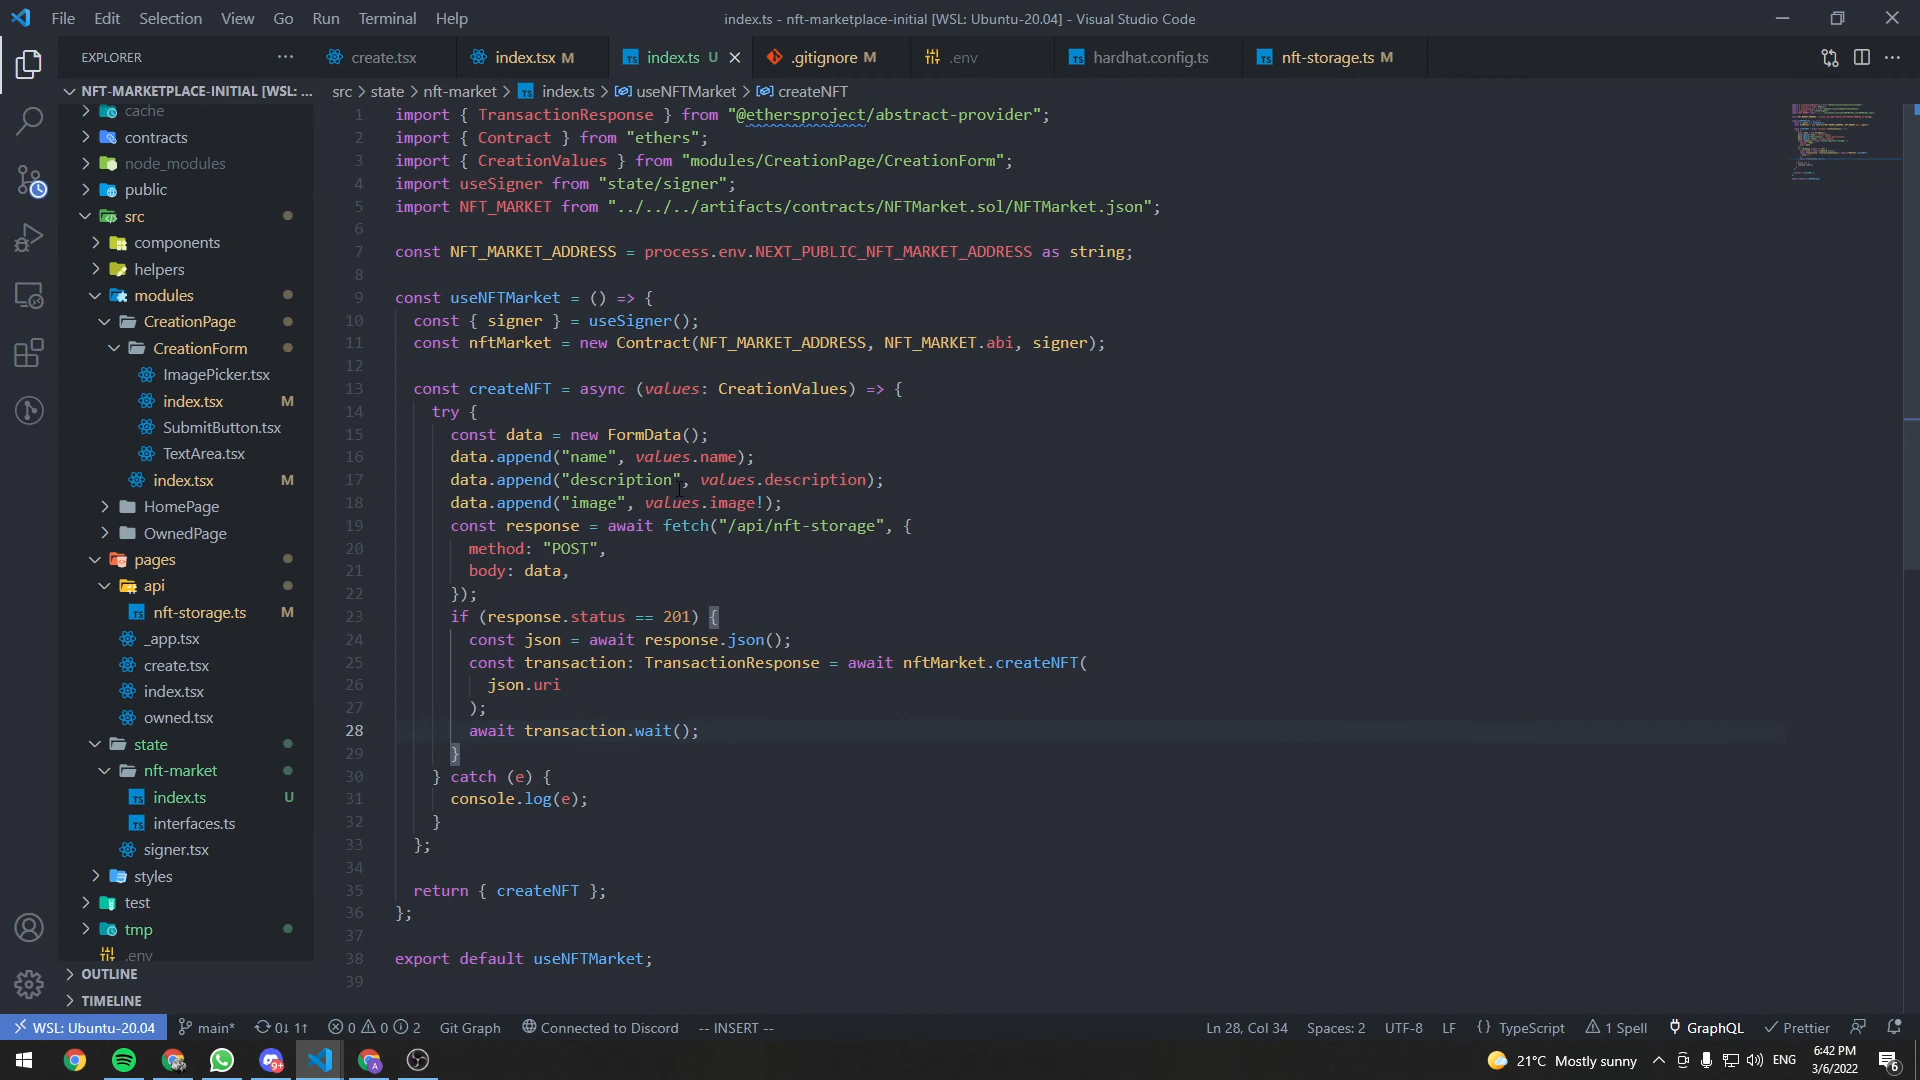 File Edit Selection View Go Run Terminal Help
index.ts - nft-marketplace-initial [WSL: Ubuntu-20.04] - Visual Studio Code
EXPLORER
create.tsx
index.tsx M
index.ts U
.gitignore M
.env
hardhat.config.ts
nft-storage.ts M
NFT-MARKETPLACE-INITIAL [WSL: ...
src > state > nft-market > index.ts > useNFTMarket > createNFT
cache
contracts
node_modules
public
src
components
helpers
modules
CreationPage
CreationForm
ImagePicker.tsx
index.tsx M
SubmitButton.tsx
TextArea.tsx
index.tsx M
HomePage
OwnedPage
pages
api
nft-storage.ts M
_app.tsx
create.tsx
index.tsx
owned.tsx
state
nft-market
index.ts U
interfaces.ts
signer.tsx
styles
test
tmp
.env
OUTLINE
TIMELINE
1 import { TransactionResponse } from "@ethersproject/abstract-provider";
2 import { Contract } from "ethers";
3 import { CreationValues } from "modules/CreationPage/CreationForm";
4 import useSigner from "state/signer";
5 import NFT_MARKET from "../../../artifacts/contracts/NFTMarket.sol/NFTMarket.json";
6
7 const NFT_MARKET_ADDRESS = process.env.NEXT_PUBLIC_NFT_MARKET_ADDRESS as string;
8
9 const useNFTMarket = () => {
10 const { signer } = useSigner();
11 const nftMarket = new Contract(NFT_MARKET_ADDRESS, NFT_MARKET.abi, signer);
12
13 const createNFT = async (values: CreationValues) => {
14 try {
15 const data = new FormData();
16 data.append("name", values.name);
17 data.append("description", values.description);
18 data.append("image", values.image!);
19 const response = await fetch("/api/nft-storage", {
20 method: "POST",
21 body: data,
22 });
23 if (response.status == 201) {
24 const json = await response.json();
25 const transaction: TransactionResponse = await nftMarket.createNFT(
26 json.uri
27 );
28 await transaction.wait();
29 }
30 } catch (e) {
31 console.log(e);
32 }
33 };
34
35 return { createNFT };
36 };
37
38 export default useNFTMarket;
39
WSL: Ubuntu-20.04 main* 0↓ 1↑ 0 0 2 Git Graph Connected to Discord -- INSERT --
Ln 28, Col 34 Spaces: 2 UTF-8 LF {} TypeScript 1 Spell GraphQL Prettier
9+ A 21°C Mostly sunny ENG
6:42 PM
3/6/2022
6